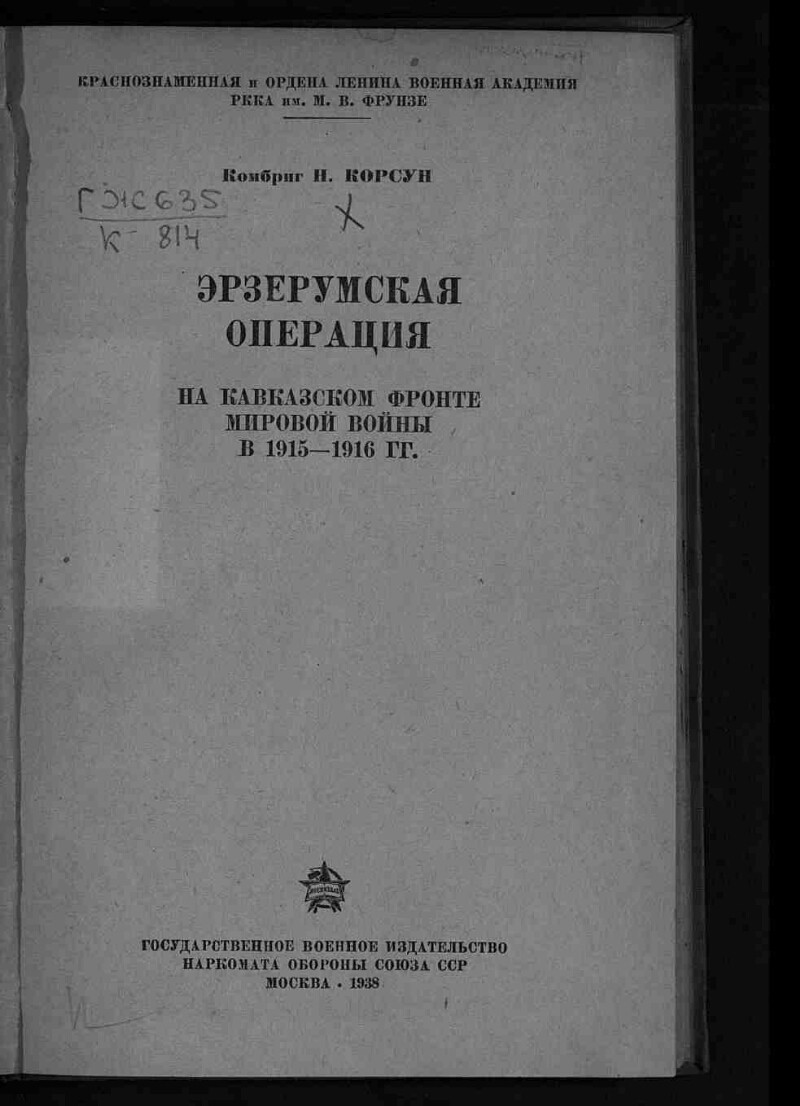 КРАСНОЗНАМЕННАЯ и ОРДЕНА ЛЕНИНА ВОЕННАЯ АКАДЕМИЯ
РККА им. М. В. ФРУНЗЕ
Комбриг Н. КОРСУН
К- 814
ЭРЗЕРУМСКАЯ
ОПЕРАЦИЯ
НА КАВКАЗСКОМ ФРОНТЕ
МИРОВОЙ ВОЙНЫ
В 1915—1916 ГГ.
ГОСУДАРСТВЕННОЕ ВОЕННОЕ ИЗДАТЕЛЬСТВО
НАРКОМАТА ОБОРОНЫ СОЮЗА ССР
МОСКВА • 1938